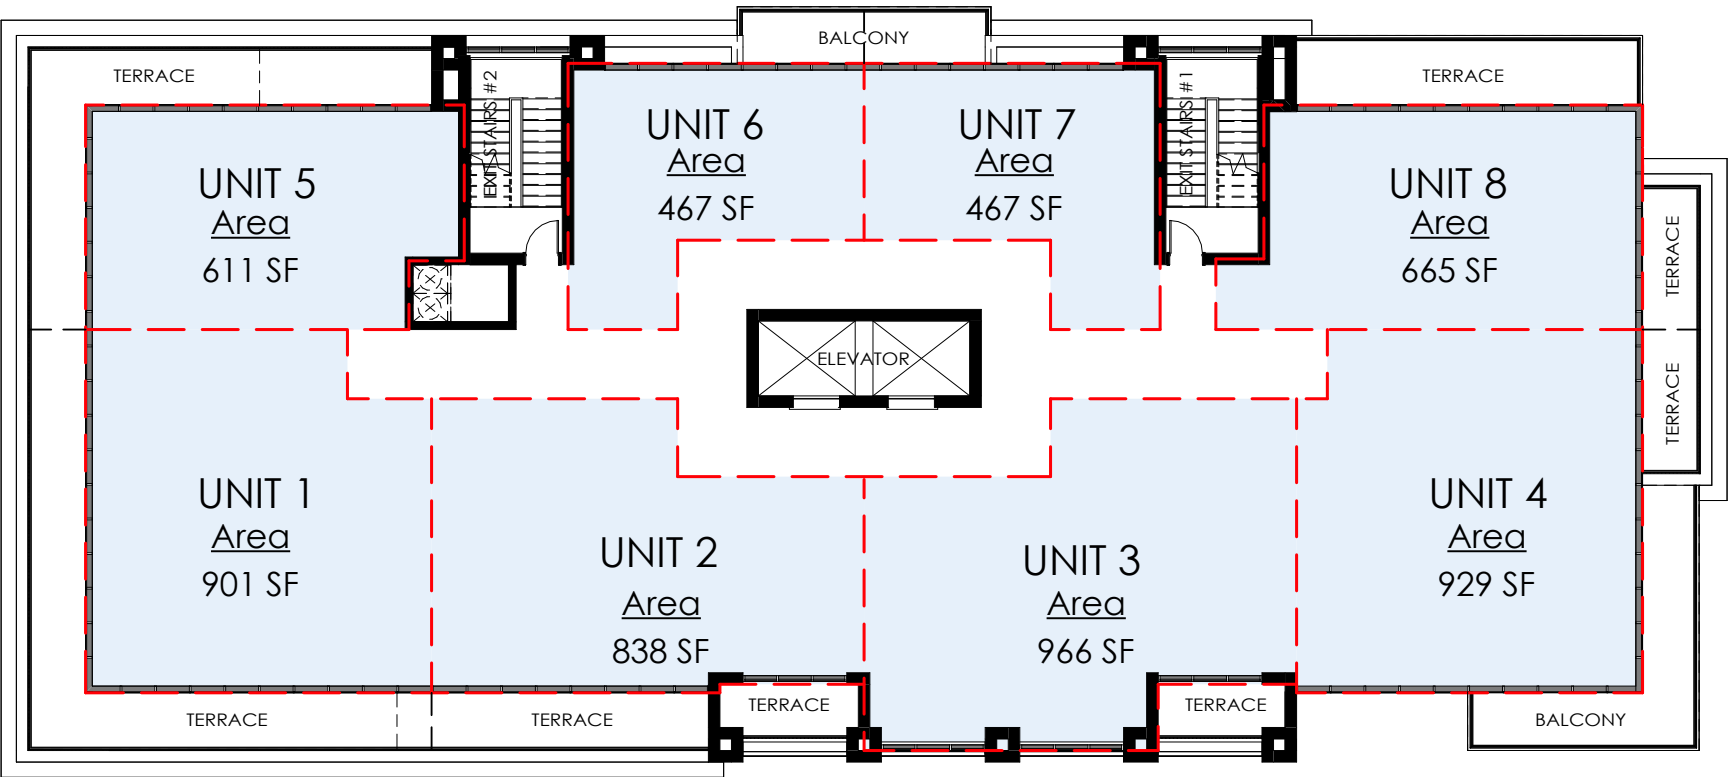 BALCONY
TERRACE
TERRACE
EXIT STAIRS #2
EXIT STAIRS #1
UNIT 5
Area
611 SF
UNIT 6
Area
467 SF
UNIT 7
Area
467 SF
UNIT 8
Area
665 SF
TERRACE
ELEVATOR
TERRACE
UNIT 1
Area
901 SF
UNIT 2
Area
838 SF
UNIT 3
Area
966 SF
UNIT 4
Area
929 SF
TERRACE
TERRACE
TERRACE
TERRACE
BALCONY